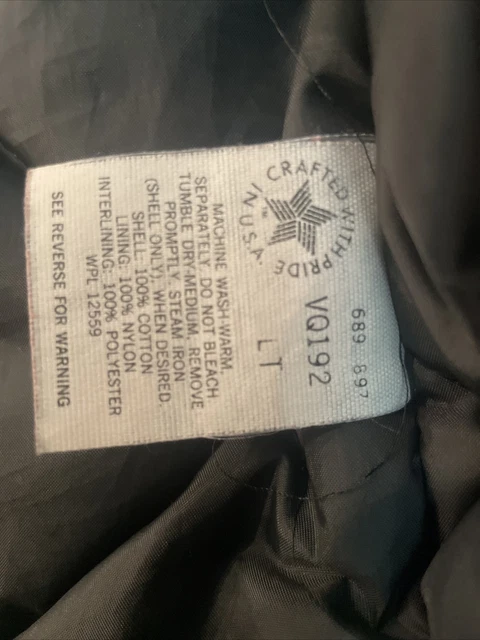 CRAFTED WITH PRIDE IN U.S.A.
689 897
VQ192
LT
MACHINE WASH-WARM
SEPARATELY. DO NOT BLEACH
TUMBLE DRY-MEDIUM. REMOVE
PROMPTLY. STEAM IRON
(SHELL ONLY), WHEN DESIRED.
SHELL: 100% COTTON
LINING: 100% NYLON
INTERLINING: 100% POLYESTER
WPL 12559
SEE REVERSE FOR WARNING